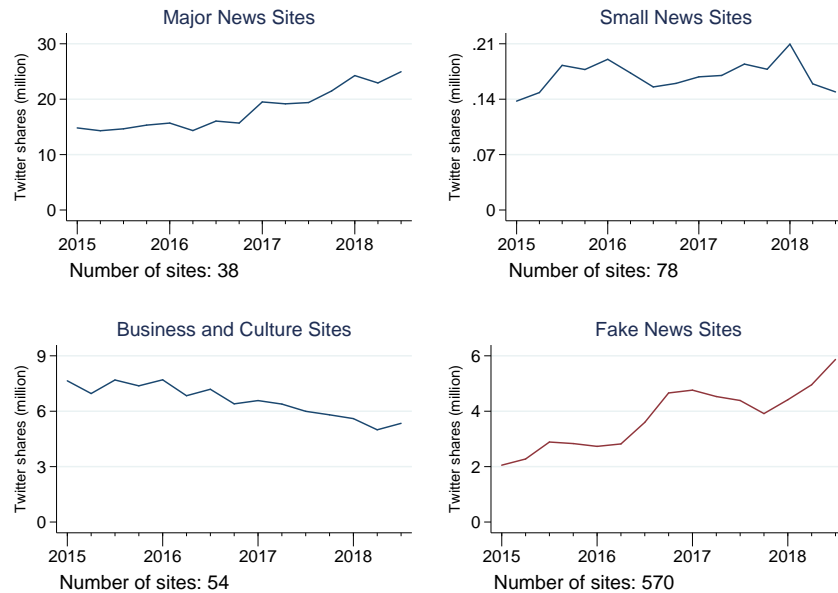 Major News Sites
Twitter shares (million)
30
20
10
0
2015 2016 2017 2018
Number of sites: 38
Small News Sites
Twitter shares (million)
.21
.14
.07
0
2015 2016 2017 2018
Number of sites: 78
Business and Culture Sites
Twitter shares (million)
9
6
3
0
2015 2016 2017 2018
Number of sites: 54
Fake News Sites
Twitter shares (million)
6
4
2
0
2015 2016 2017 2018
Number of sites: 570